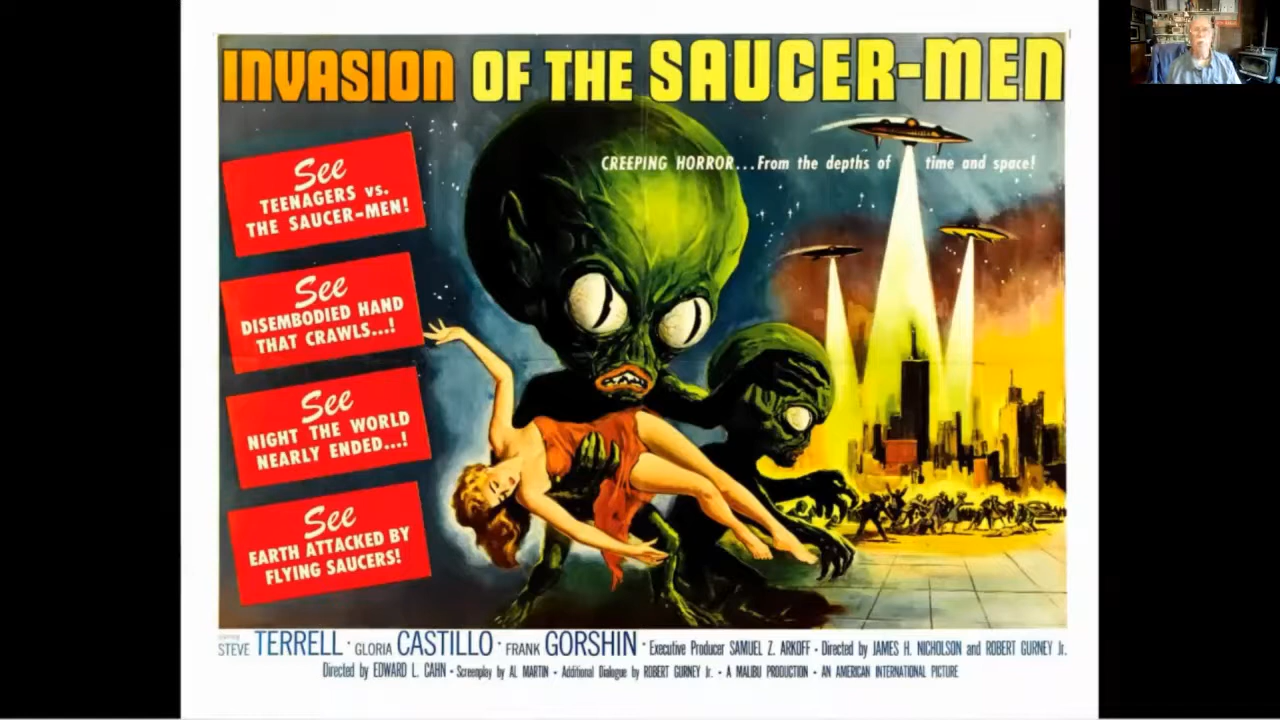 INVASION OF THE SAUCER-MEN
CREEPING HORROR...From the depths of time and space!
See
TEENAGERS VS.
THE SAUCER-MEN!
See
DISEMBODIED HAND
THAT CRAWLS...!
See
NIGHT THE WORLD
NEARLY ENDED...!
See
EARTH ATTACKED BY
FLYING SAUCERS!
STEVE TERRELL · GLORIA CASTILLO · FRANK GORSHIN · Executive Producer SAMUEL Z. ARKOFF · Directed by JAMES H. NICHOLSON and ROBERT GURNEY Jr.
Directed by EDWARD L. CAHN · Screenplay by AL MARTIN · Additional Dialogue by ROBERT GURNEY Jr. · A MALIBU PRODUCTION · AN AMERICAN INTERNATIONAL PICTURE